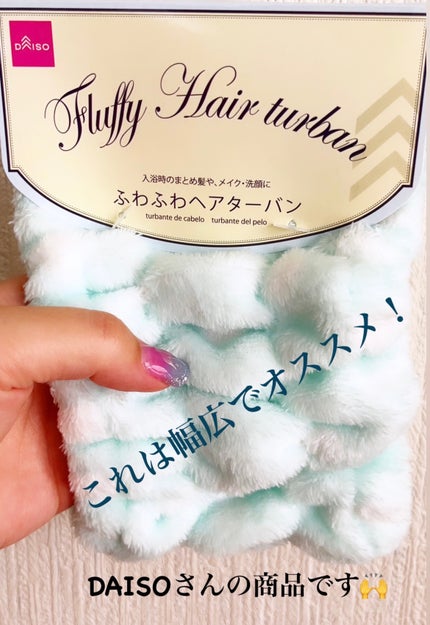 DAISO
Fluffy Hair turban
入浴時のまとめ髪や、メイク・洗顔に
ふわふわヘアターバン
turbante de cabelo turbante del pelo
これは幅広でオススメ！
DAISOさんの商品です🙌